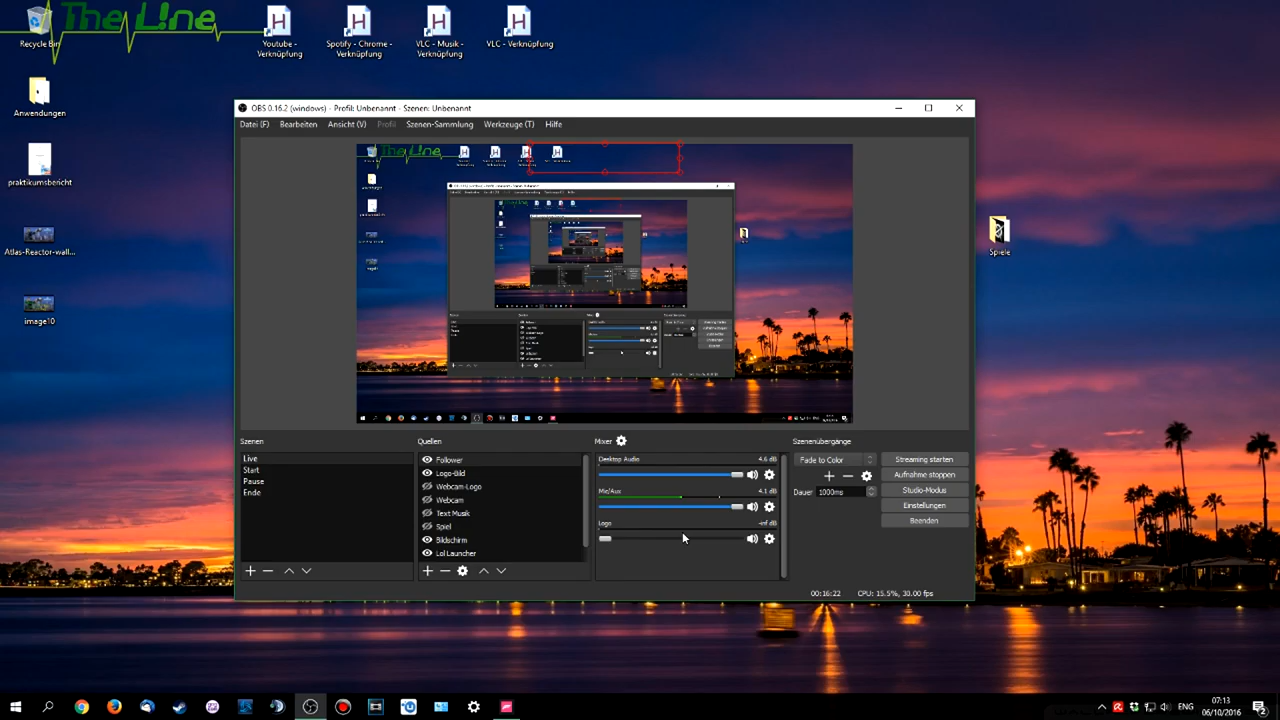 The L!ne
Recycle Bin
Youtube -
Verknüpfung
Spotify - Chrome -
Verknüpfung
VLC - Musik -
Verknüpfung
VLC - Verknüpfung
Anwendungen
praktikumsbericht
Atlas-Reactor-wall...
image10
Spiele
OBS 0.16.2 (windows) - Profil: Unbenannt - Szenen: Unbenannt
Datei (F)
Bearbeiten
Ansicht (V)
Profil
Szenen-Sammlung
Werkzeuge (T)
Hilfe
The L!ne
Szenen
Live
Start
Pause
Ende
Quellen
Follower
Logo-Bild
Webcam-Logo
Webcam
Text Musik
Spiel
Bildschirm
Lol Launcher
Mixer
Desktop Audio
4.6 dB
Mic/Aux
4.1 dB
Logo
-inf dB
Szenenübergänge
Fade to Color
Dauer
1000ms
Streaming starten
Aufnahme stoppen
Studio-Modus
Einstellungen
Beenden
00:16:22
CPU: 15.5%, 30.00 fps
ENG
07:13
06/10/2016
2